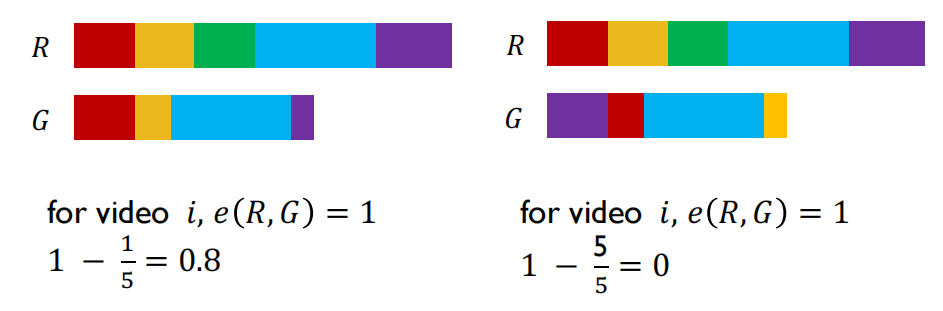 R
G
for video i, e(R, G) = 1
1 − 1/5 = 0.8
R
G
for video i, e(R, G) = 1
1 − 5/5 = 0